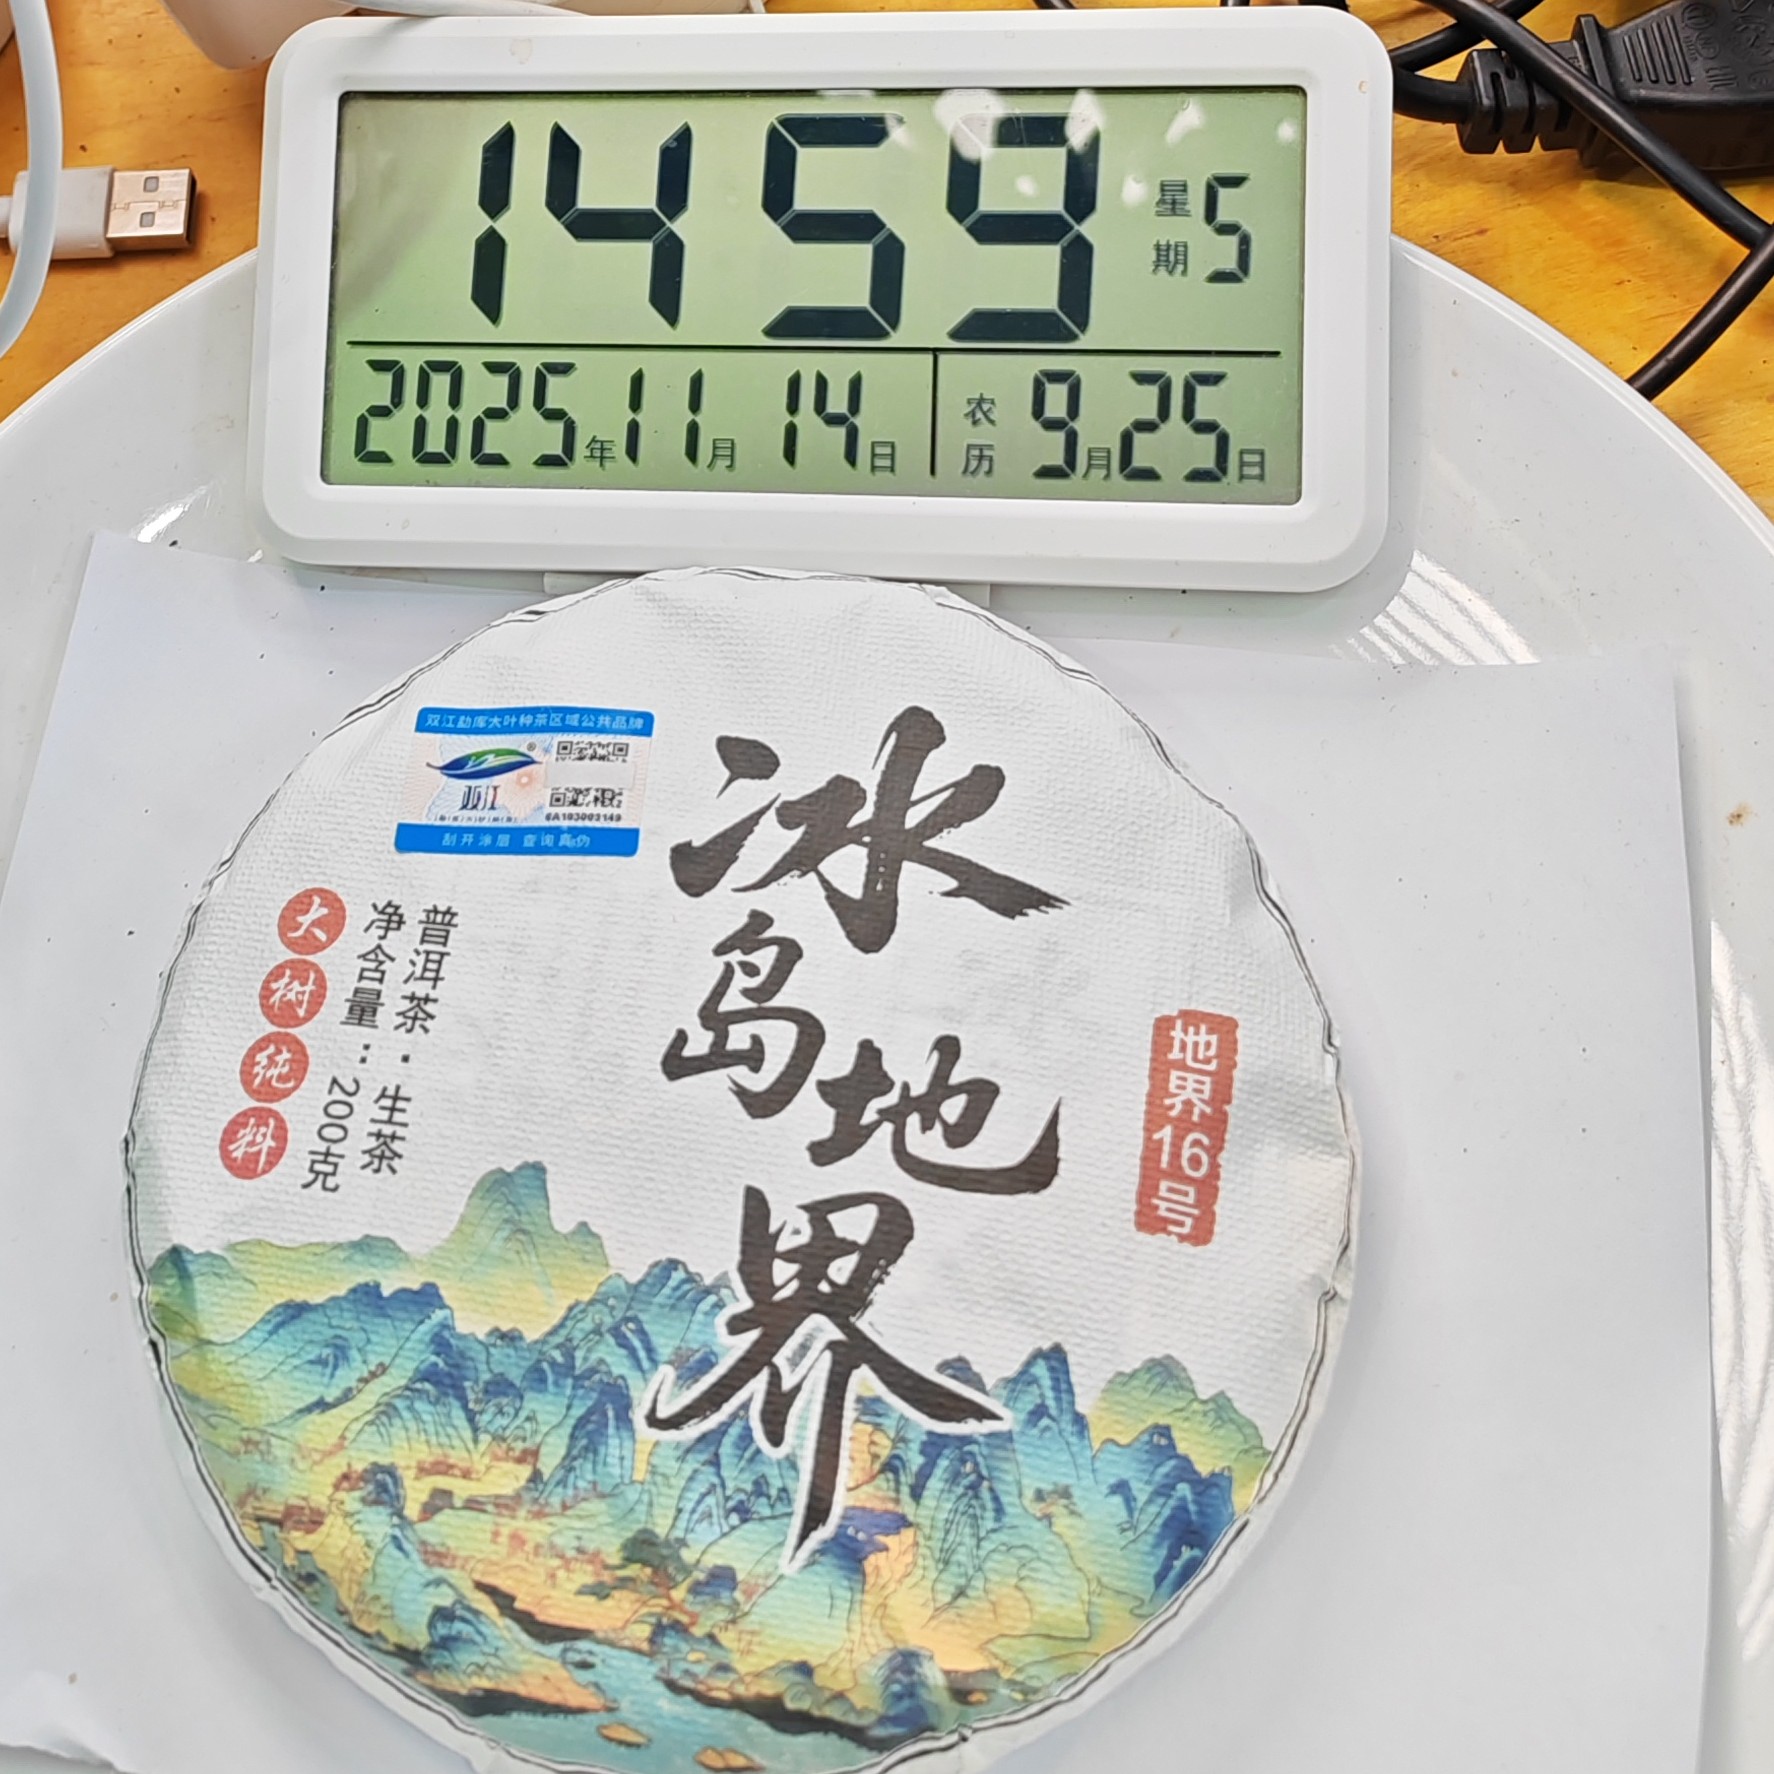 1459
星期5
2025年11月14日
农历9月25日
双江勐库大叶种茶区域公共品牌
双江
®
6A103003149
刮开涂层 查询真伪
冰岛地界
地界16号
普洱茶：生茶
净含量：200克
大树纯料